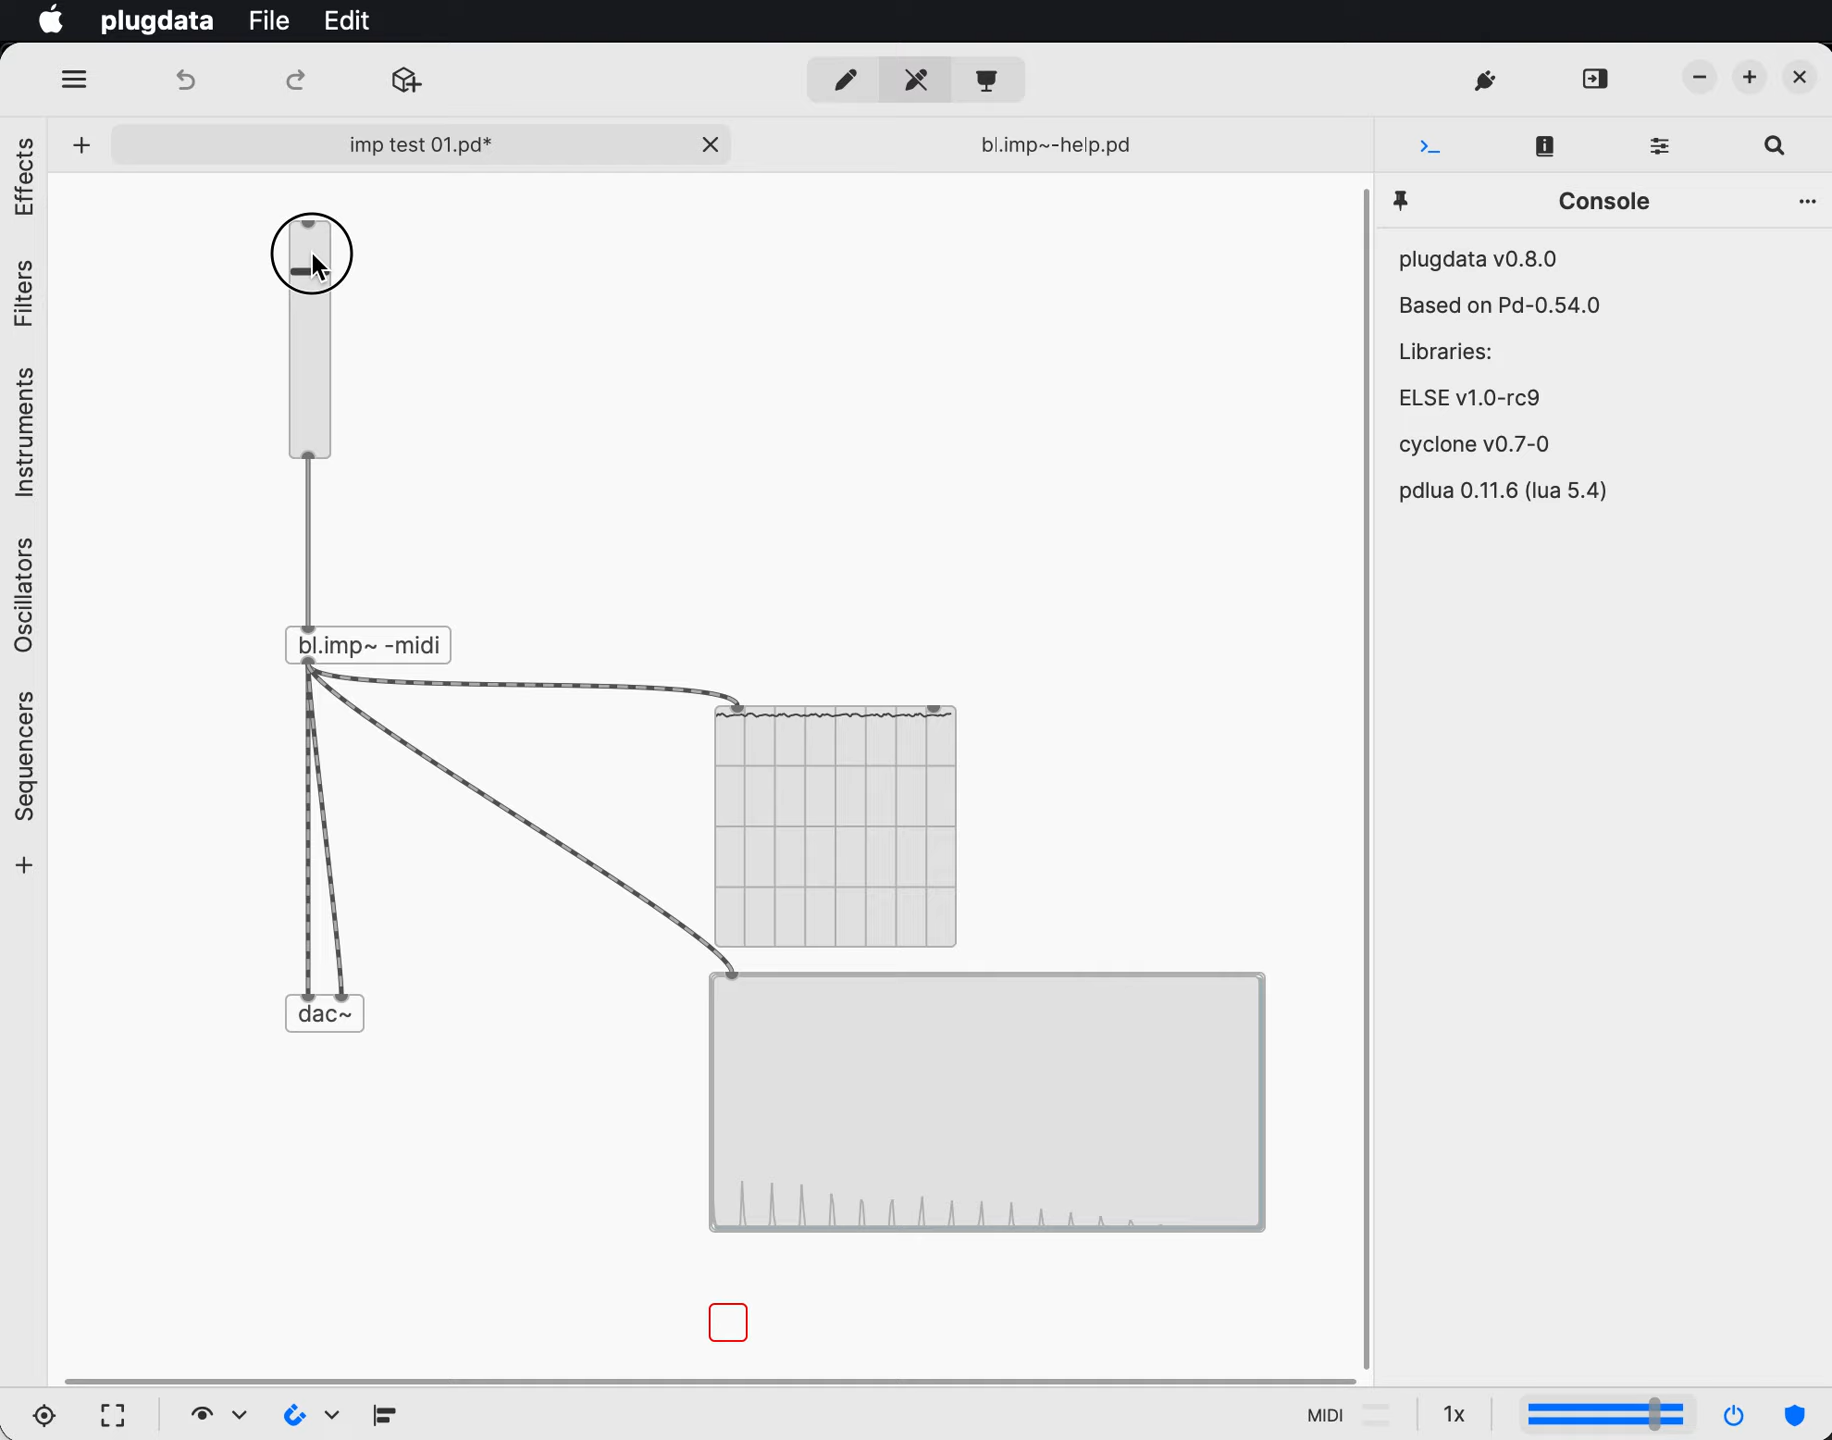 plugdata File Edit
imp test 01.pd*
bl.imp~-help.pd
Effects
Filters
Instruments
Oscillators
Sequencers
Console
plugdata v0.8.0
Based on Pd-0.54.0
Libraries:
ELSE v1.0-rc9
cyclone v0.7-0
pdlua 0.11.6 (lua 5.4)
bl.imp~ -midi
dac~
MIDI
1x